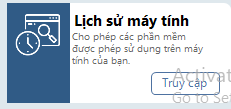 Lịch sử máy tính
Cho phép các phần mềm
được phép sử dụng trên máy
tính của bạn.
Truy cập
Activat
Go to Set